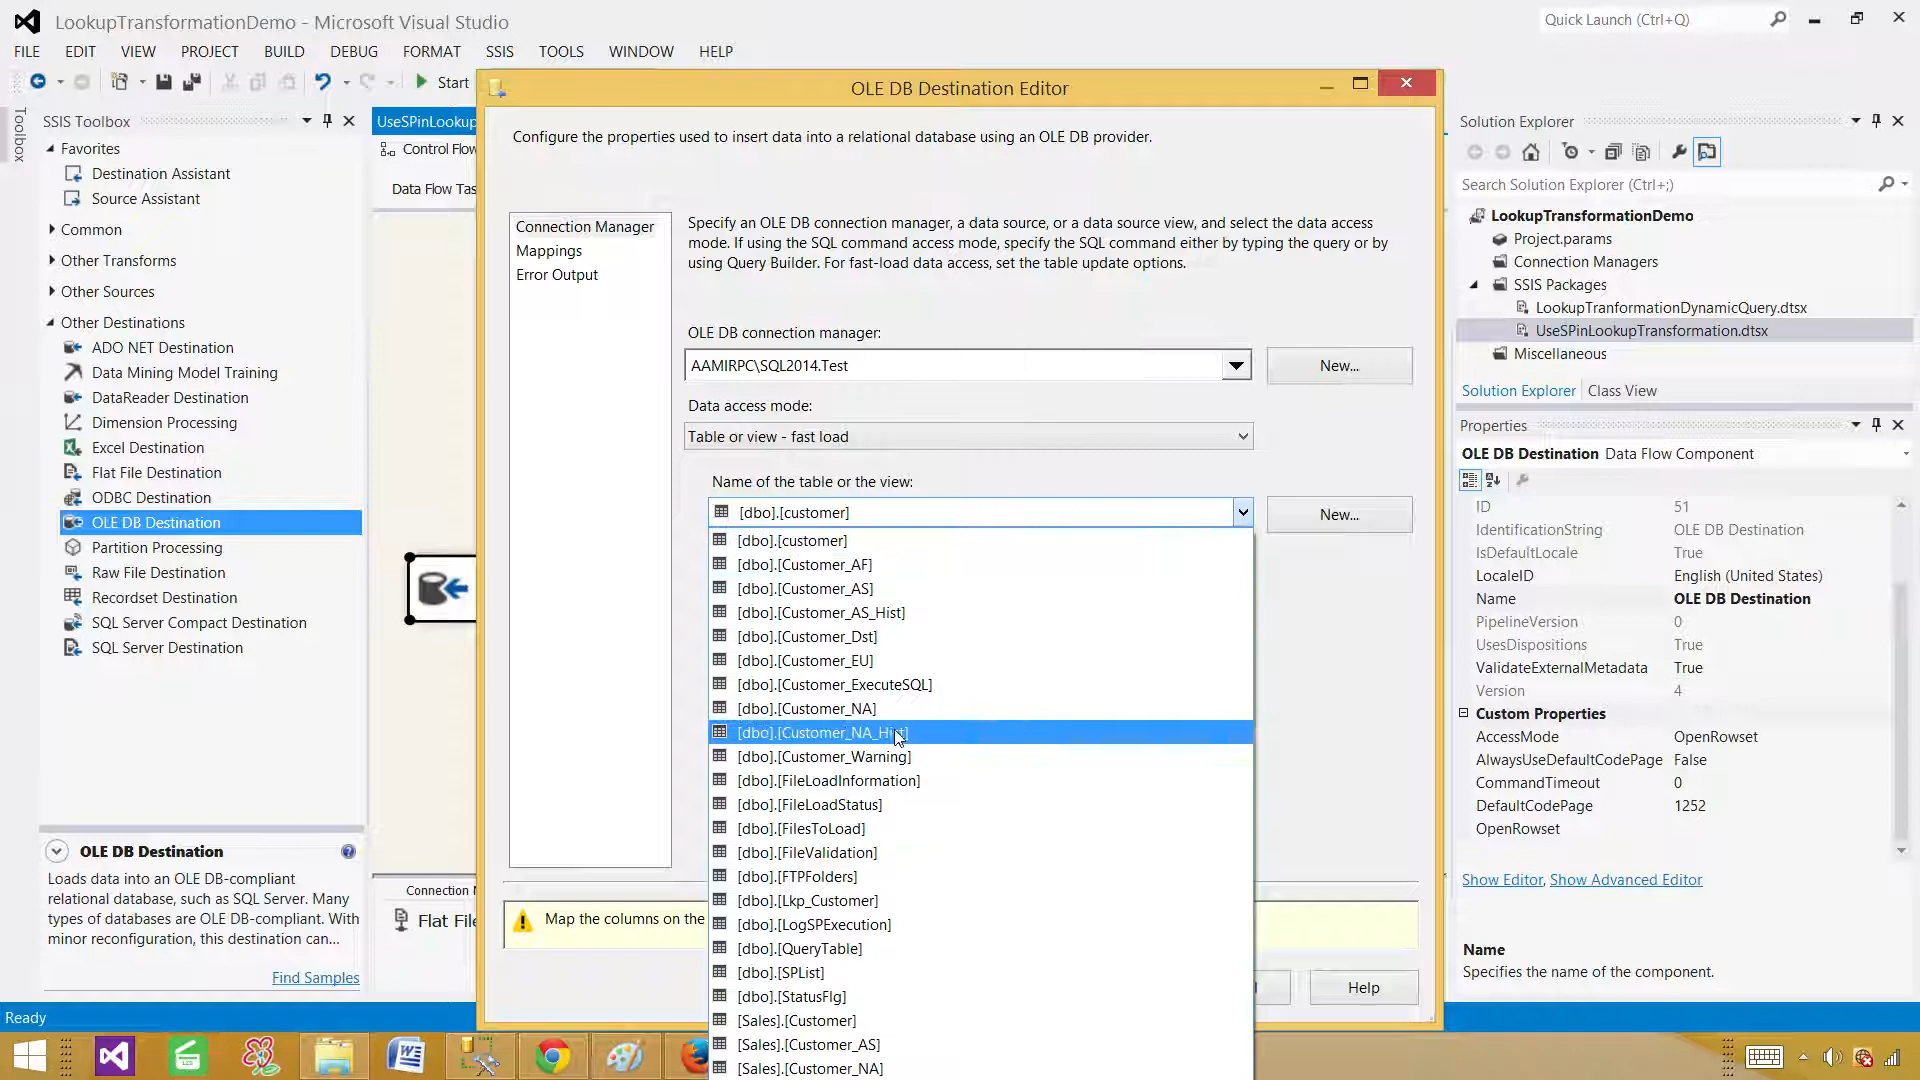 LookupTransformationDemo - Microsoft Visual Studio
Quick Launch (Ctrl+Q)
FILE EDIT VIEW PROJECT BUILD DEBUG FORMAT SSIS TOOLS WINDOW HELP
Start
Toolbox
SSIS Toolbox
Favorites
Destination Assistant
Source Assistant
Common
Other Transforms
Other Sources
Other Destinations
ADO NET Destination
Data Mining Model Training
DataReader Destination
Dimension Processing
Excel Destination
Flat File Destination
ODBC Destination
OLE DB Destination
Partition Processing
Raw File Destination
Recordset Destination
SQL Server Compact Destination
SQL Server Destination
OLE DB Destination
Loads data into an OLE DB-compliant
relational database, such as SQL Server. Many
types of databases are OLE DB-compliant. With
minor reconfiguration, this destination can...
Find Samples
UseSPinLookup
Control Flow
Data Flow Tas
Connection M
Flat File
OLE DB Destination Editor
Configure the properties used to insert data into a relational database using an OLE DB provider.
Connection Manager
Mappings
Error Output
Specify an OLE DB connection manager, a data source, or a data source view, and select the data access
mode. If using the SQL command access mode, specify the SQL command either by typing the query or by
using Query Builder. For fast-load data access, set the table update options.
OLE DB connection manager:
AAMIRPC\SQL2014.Test
New...
Data access mode:
Table or view - fast load
Name of the table or the view:
[dbo].[customer]
New...
[dbo].[customer]
[dbo].[Customer_AF]
[dbo].[Customer_AS]
[dbo].[Customer_AS_Hist]
[dbo].[Customer_Dst]
[dbo].[Customer_EU]
[dbo].[Customer_ExecuteSQL]
[dbo].[Customer_NA]
[dbo].[Customer_NA_Hist]
[dbo].[Customer_Warning]
[dbo].[FileLoadInformation]
[dbo].[FileLoadStatus]
[dbo].[FilesToLoad]
[dbo].[FileValidation]
[dbo].[FTPFolders]
[dbo].[Lkp_Customer]
[dbo].[LogSPExecution]
[dbo].[QueryTable]
[dbo].[SPList]
[dbo].[StatusFlg]
[Sales].[Customer]
[Sales].[Customer_AS]
[Sales].[Customer_NA]
Map the columns on the
Help
Solution Explorer
Search Solution Explorer (Ctrl+;)
LookupTransformationDemo
Project.params
Connection Managers
SSIS Packages
LookupTranformationDynamicQuery.dtsx
UseSPinLookupTransformation.dtsx
Miscellaneous
Solution Explorer Class View
Properties
OLE DB Destination Data Flow Component
ID 51
IdentificationString OLE DB Destination
IsDefaultLocale True
LocaleID English (United States)
Name OLE DB Destination
PipelineVersion 0
UsesDispositions True
ValidateExternalMetadata True
Version 4
Custom Properties
AccessMode OpenRowset
AlwaysUseDefaultCodePage False
CommandTimeout 0
DefaultCodePage 1252
OpenRowset
Show Editor, Show Advanced Editor
Name
Specifies the name of the component.
Ready